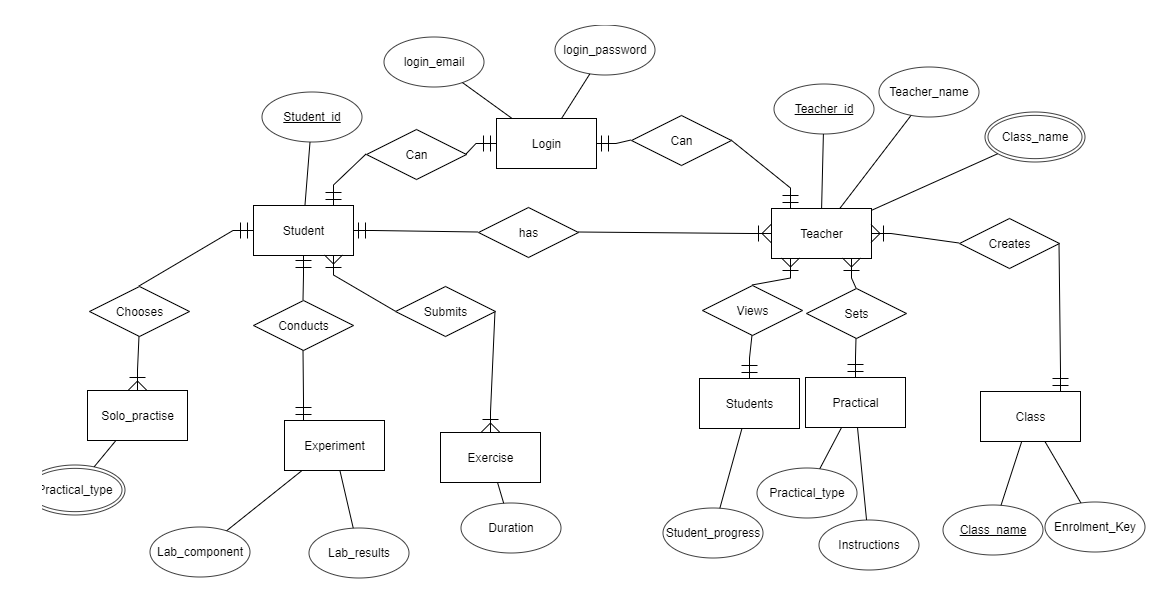 login_email
login_password
Student_id
Teacher_id
Teacher_name
Class_name
Can
Login
Can
Student
has
Teacher
Creates
Chooses
Conducts
Submits
Views
Sets
Solo_practise
Experiment
Exercise
Students
Practical
Class
Practical_type
Lab_component
Lab_results
Duration
Student_progress
Practical_type
Instructions
Class_name
Enrolment_Key